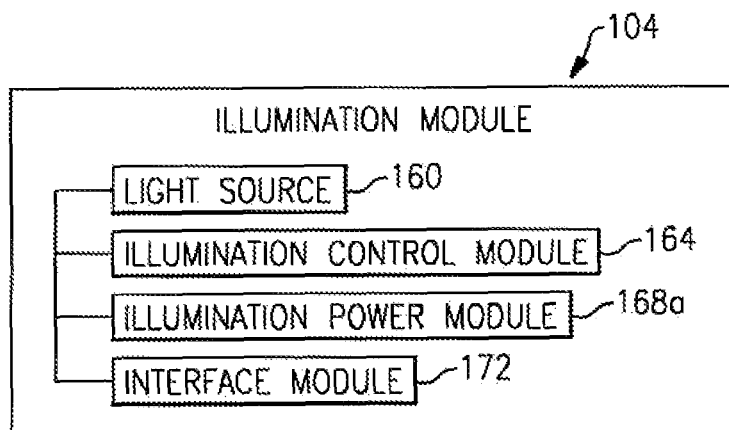 104
ILLUMINATION MODULE
LIGHT SOURCE 160
ILLUMINATION CONTROL MODULE 164
ILLUMINATION POWER MODULE 168a
INTERFACE MODULE 172